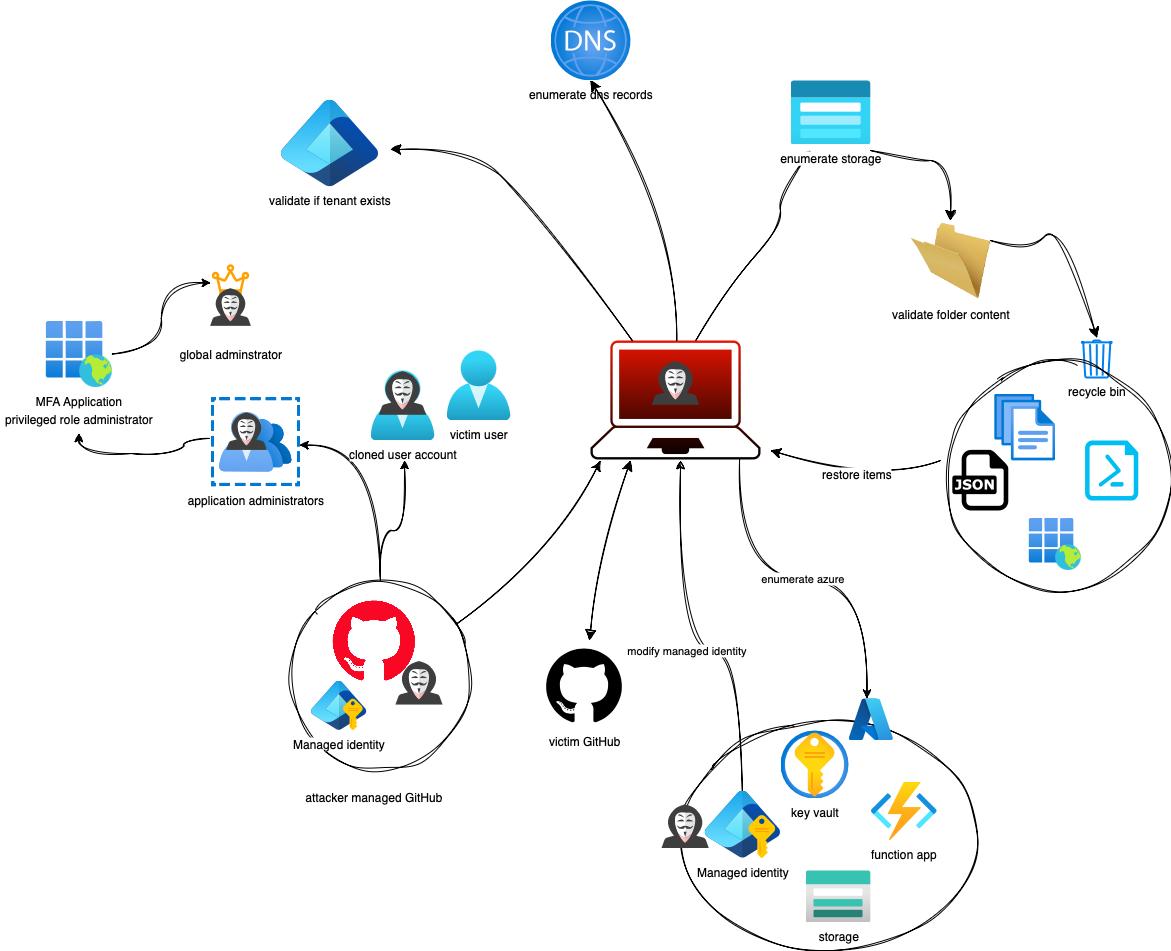 DNS
enumerate dns records
enumerate storage
validate if tenant exists
validate folder content
global adminstrator
recycle bin
MFA Application
privileged role administrator
victim user
cloned user account
restore items
JSON
application administrators
enumerate azure
modify managed identity
victim GitHub
Managed identity
attacker managed GitHub
key vault
function app
Managed identity
storage